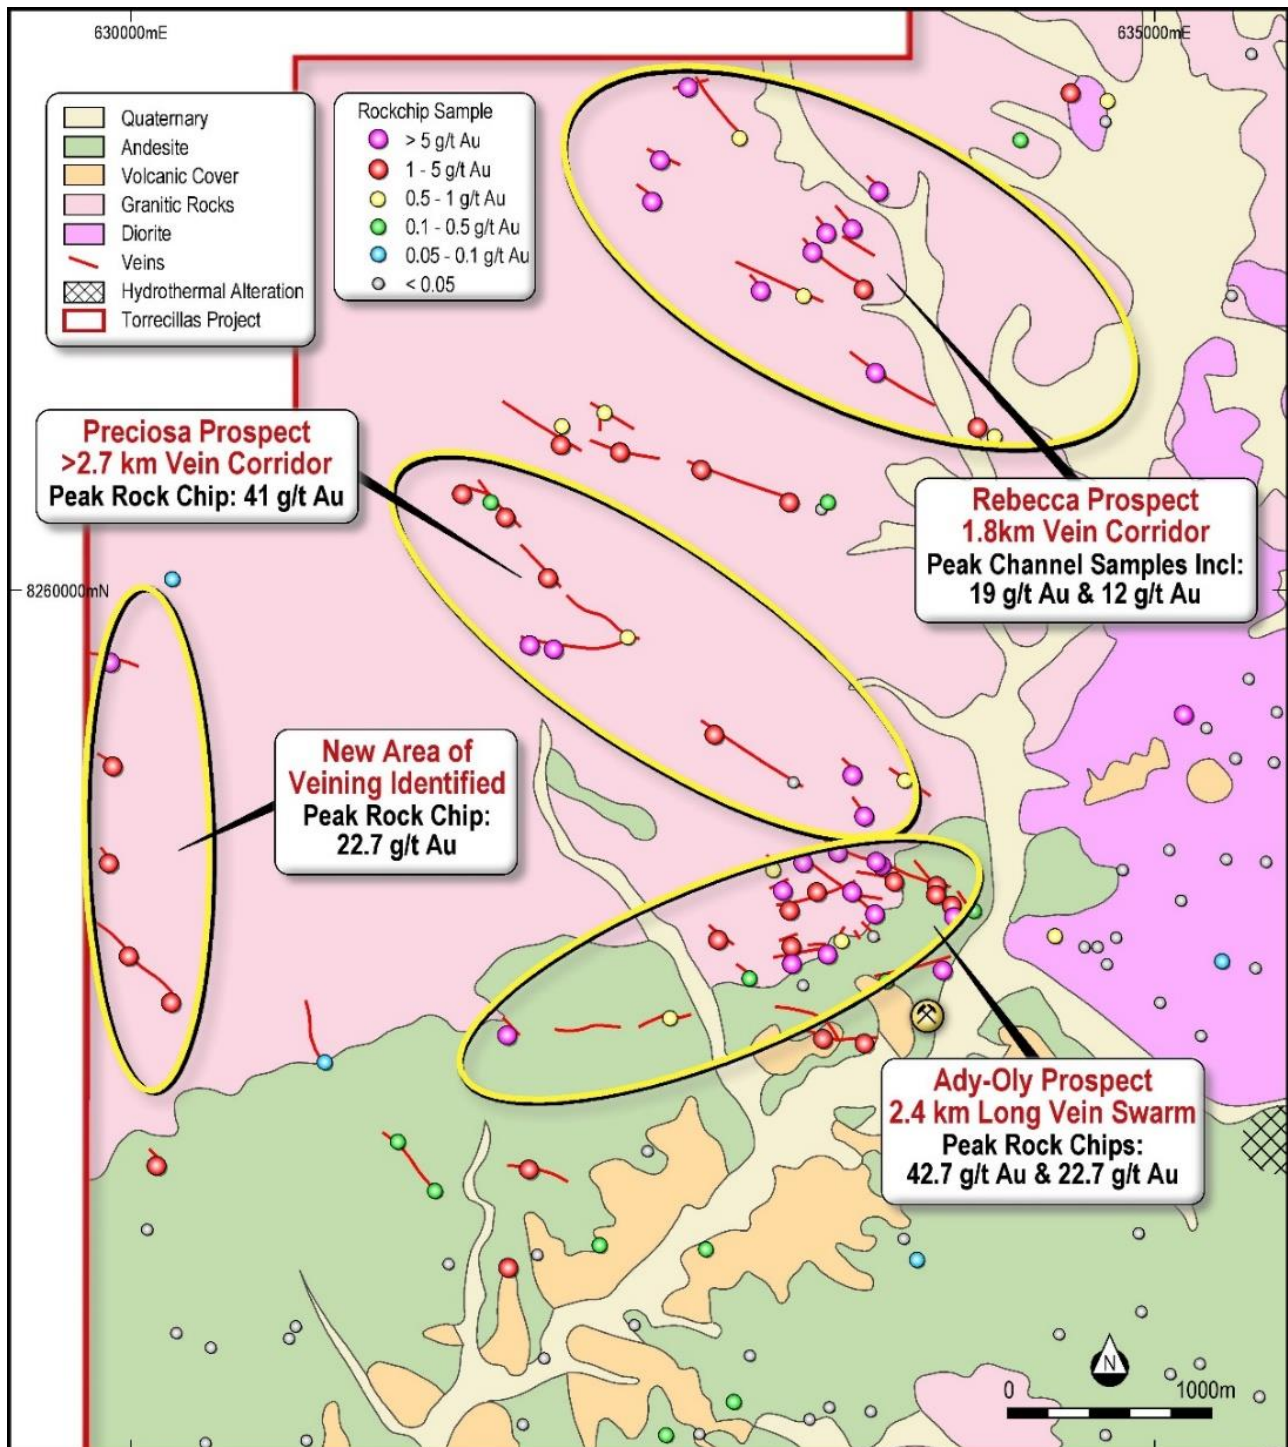 630000mE
635000mE
Quaternary
Andesite
Volcanic Cover
Granitic Rocks
Diorite
Veins
Hydrothermal Alteration
Torrecillas Project
Rockchip Sample
> 5 g/t Au
1 - 5 g/t Au
0.5 - 1 g/t Au
0.1 - 0.5 g/t Au
0.05 - 0.1 g/t Au
< 0.05
Preciosa Prospect
>2.7 km Vein Corridor
Peak Rock Chip: 41 g/t Au
Rebecca Prospect
1.8km Vein Corridor
Peak Channel Samples Incl:
19 g/t Au & 12 g/t Au
8260000mN
New Area of
Veining Identified
Peak Rock Chip:
22.7 g/t Au
Ady-Oly Prospect
2.4 km Long Vein Swarm
Peak Rock Chips:
42.7 g/t Au & 22.7 g/t Au
N
0 1000m